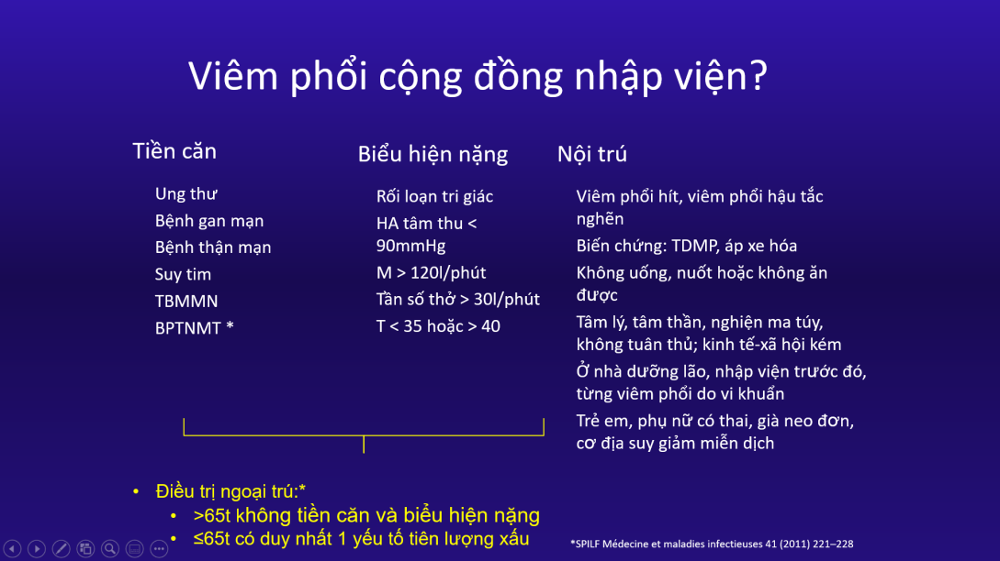 Viêm phổi cộng đồng nhập viện?
Tiền căn
Ung thư
Bệnh gan mạn
Bệnh thận mạn
Suy tim
TBMMN
BPTNMT *
Biểu hiện nặng
Rối loạn tri giác
HA tâm thu <
90mmHg
M > 120l/phút
Tần số thở > 30l/phút
T < 35 hoặc > 40
Nội trú
Viêm phổi hít, viêm phổi hậu tắc
nghẽn
Biến chứng: TDMP, áp xe hóa
Không uống, nuốt hoặc không ăn
được
Tâm lý, tâm thần, nghiện ma túy,
không tuân thủ; kinh tế-xã hội kém
Ở nhà dưỡng lão, nhập viện trước đó,
từng viêm phổi do vi khuẩn
Trẻ em, phụ nữ có thai, già neo đơn,
cơ địa suy giảm miễn dịch
• Điều trị ngoại trú:*
• >65t không tiền căn và biểu hiện nặng
• ≤65t có duy nhất 1 yếu tố tiên lượng xấu
*SPILF Médecine et maladies infectieuses 41 (2011) 221–228